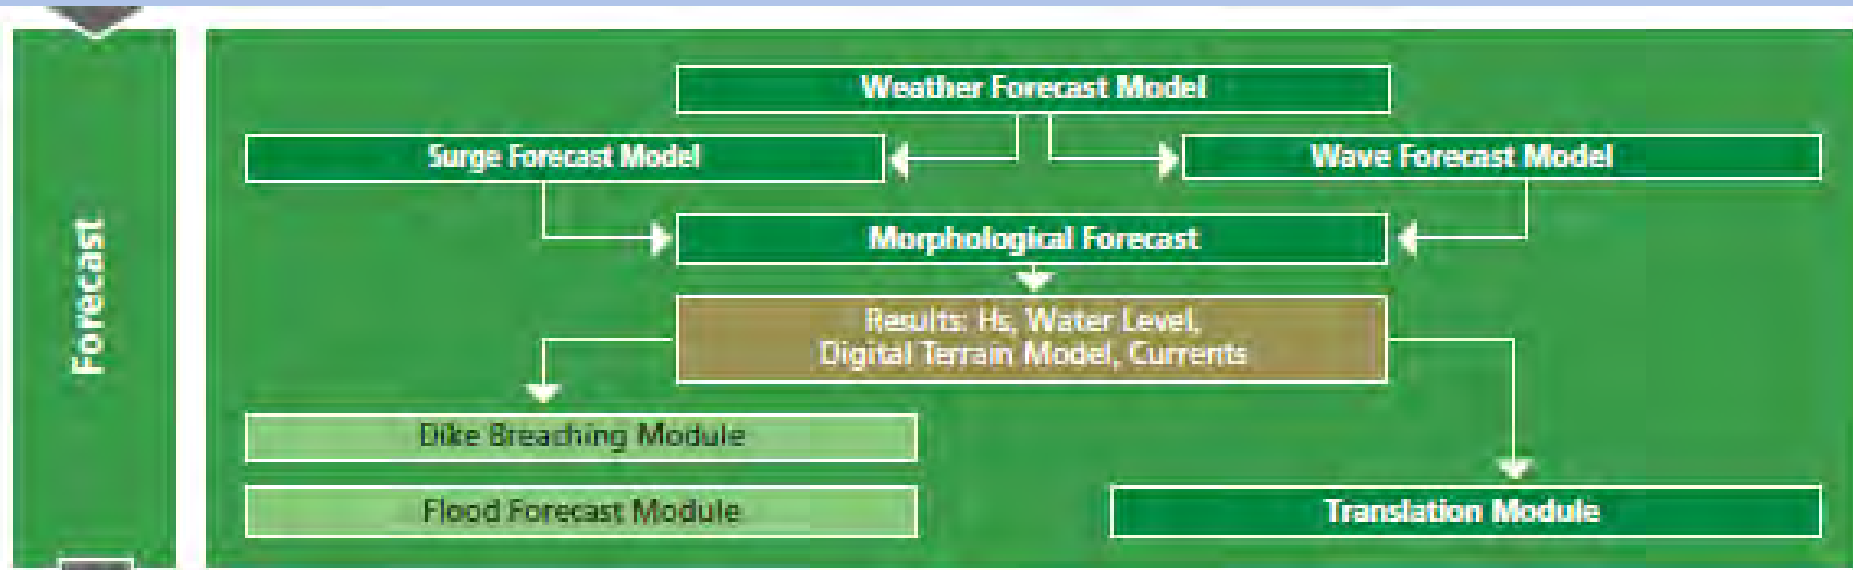 Forecast
Weather Forecast Model
Surge Forecast Model
Wave Forecast Model
Morphological Forecast
Results: Hs, Water Level,
Digital Terrain Model, Currents
Dike Breaching Module
Flood Forecast Module
Translation Module